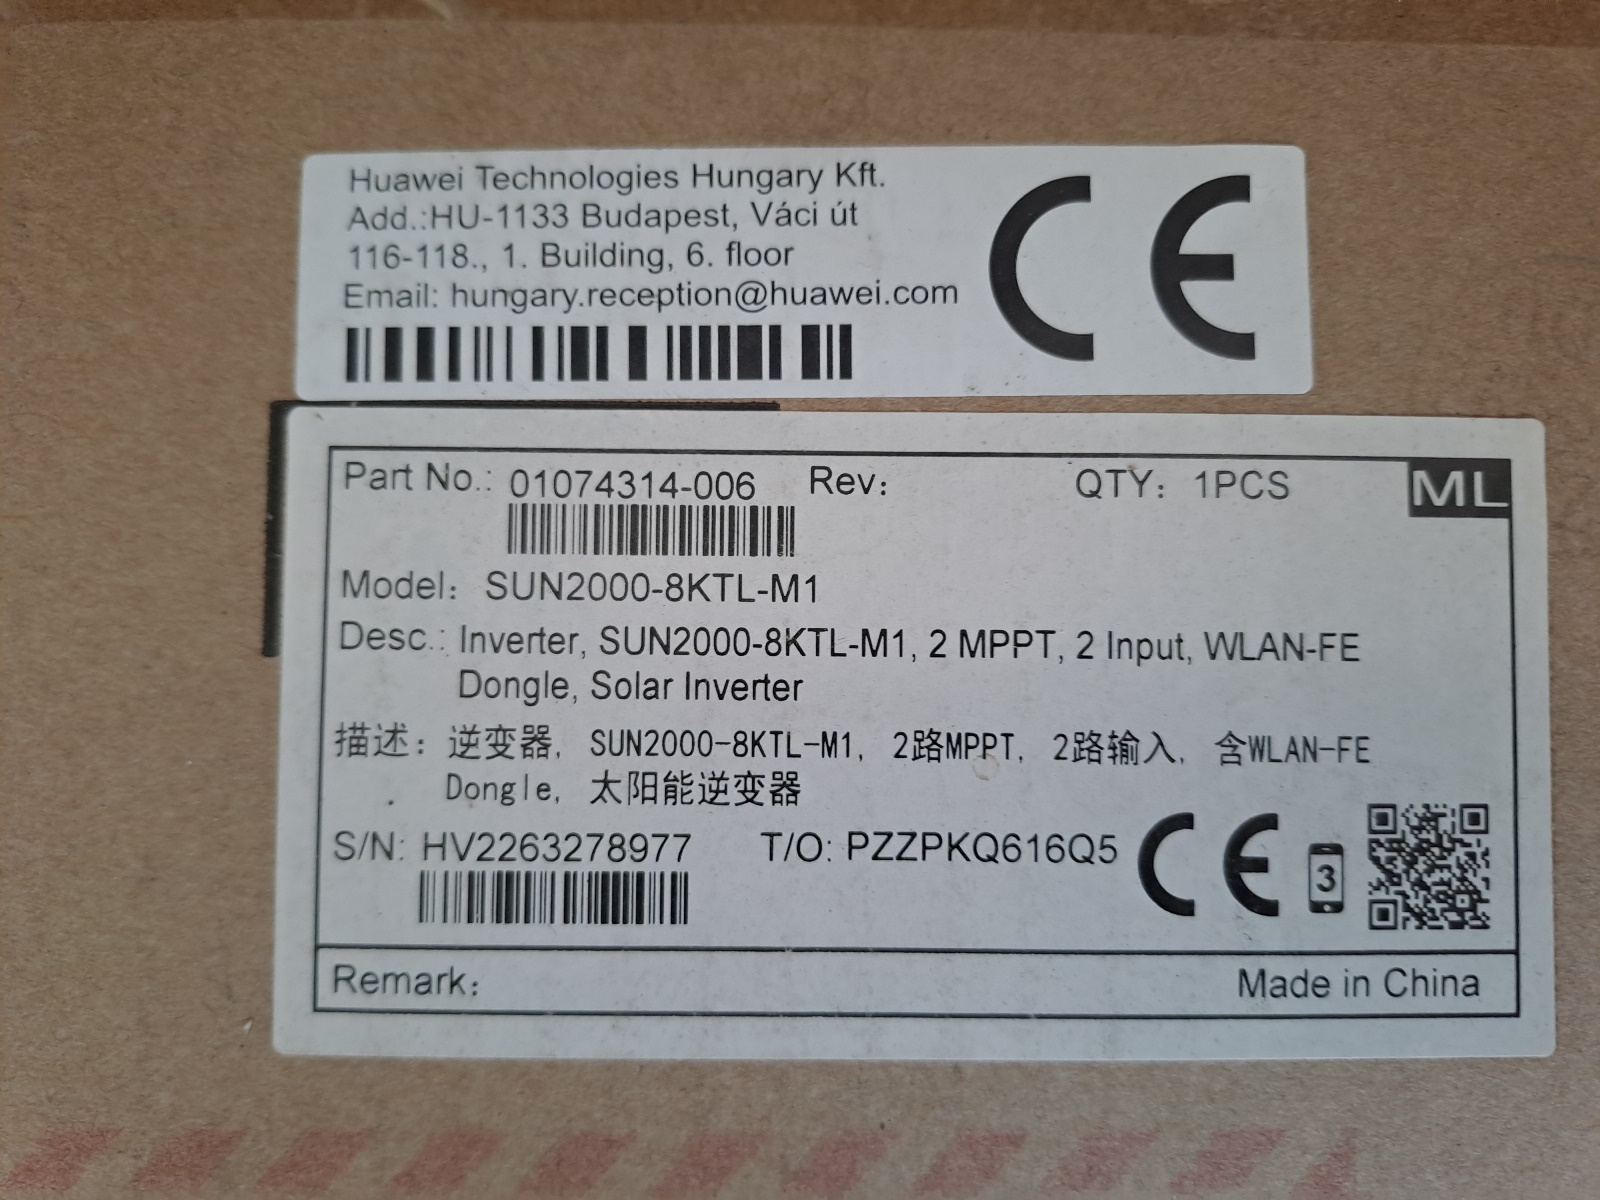 Huawei Technologies Hungary Kft.
Add.:HU-1133 Budapest, Váci út
116-118., 1. Building, 6. floor
Email: hungary.reception@huawei.com
CE
Part No.: 01074314-006 Rev: QTY: 1PCS ML
Model: SUN2000-8KTL-M1
Desc.: Inverter, SUN2000-8KTL-M1, 2 MPPT, 2 Input, WLAN-FE
Dongle, Solar Inverter
描述: 逆变器, SUN2000-8KTL-M1, 2路MPPT, 2路输入, 含WLAN-FE
Dongle, 太阳能逆变器
S/N: HV2263278977 T/O: PZZPKQ616Q5 CE 3
Remark: Made in China